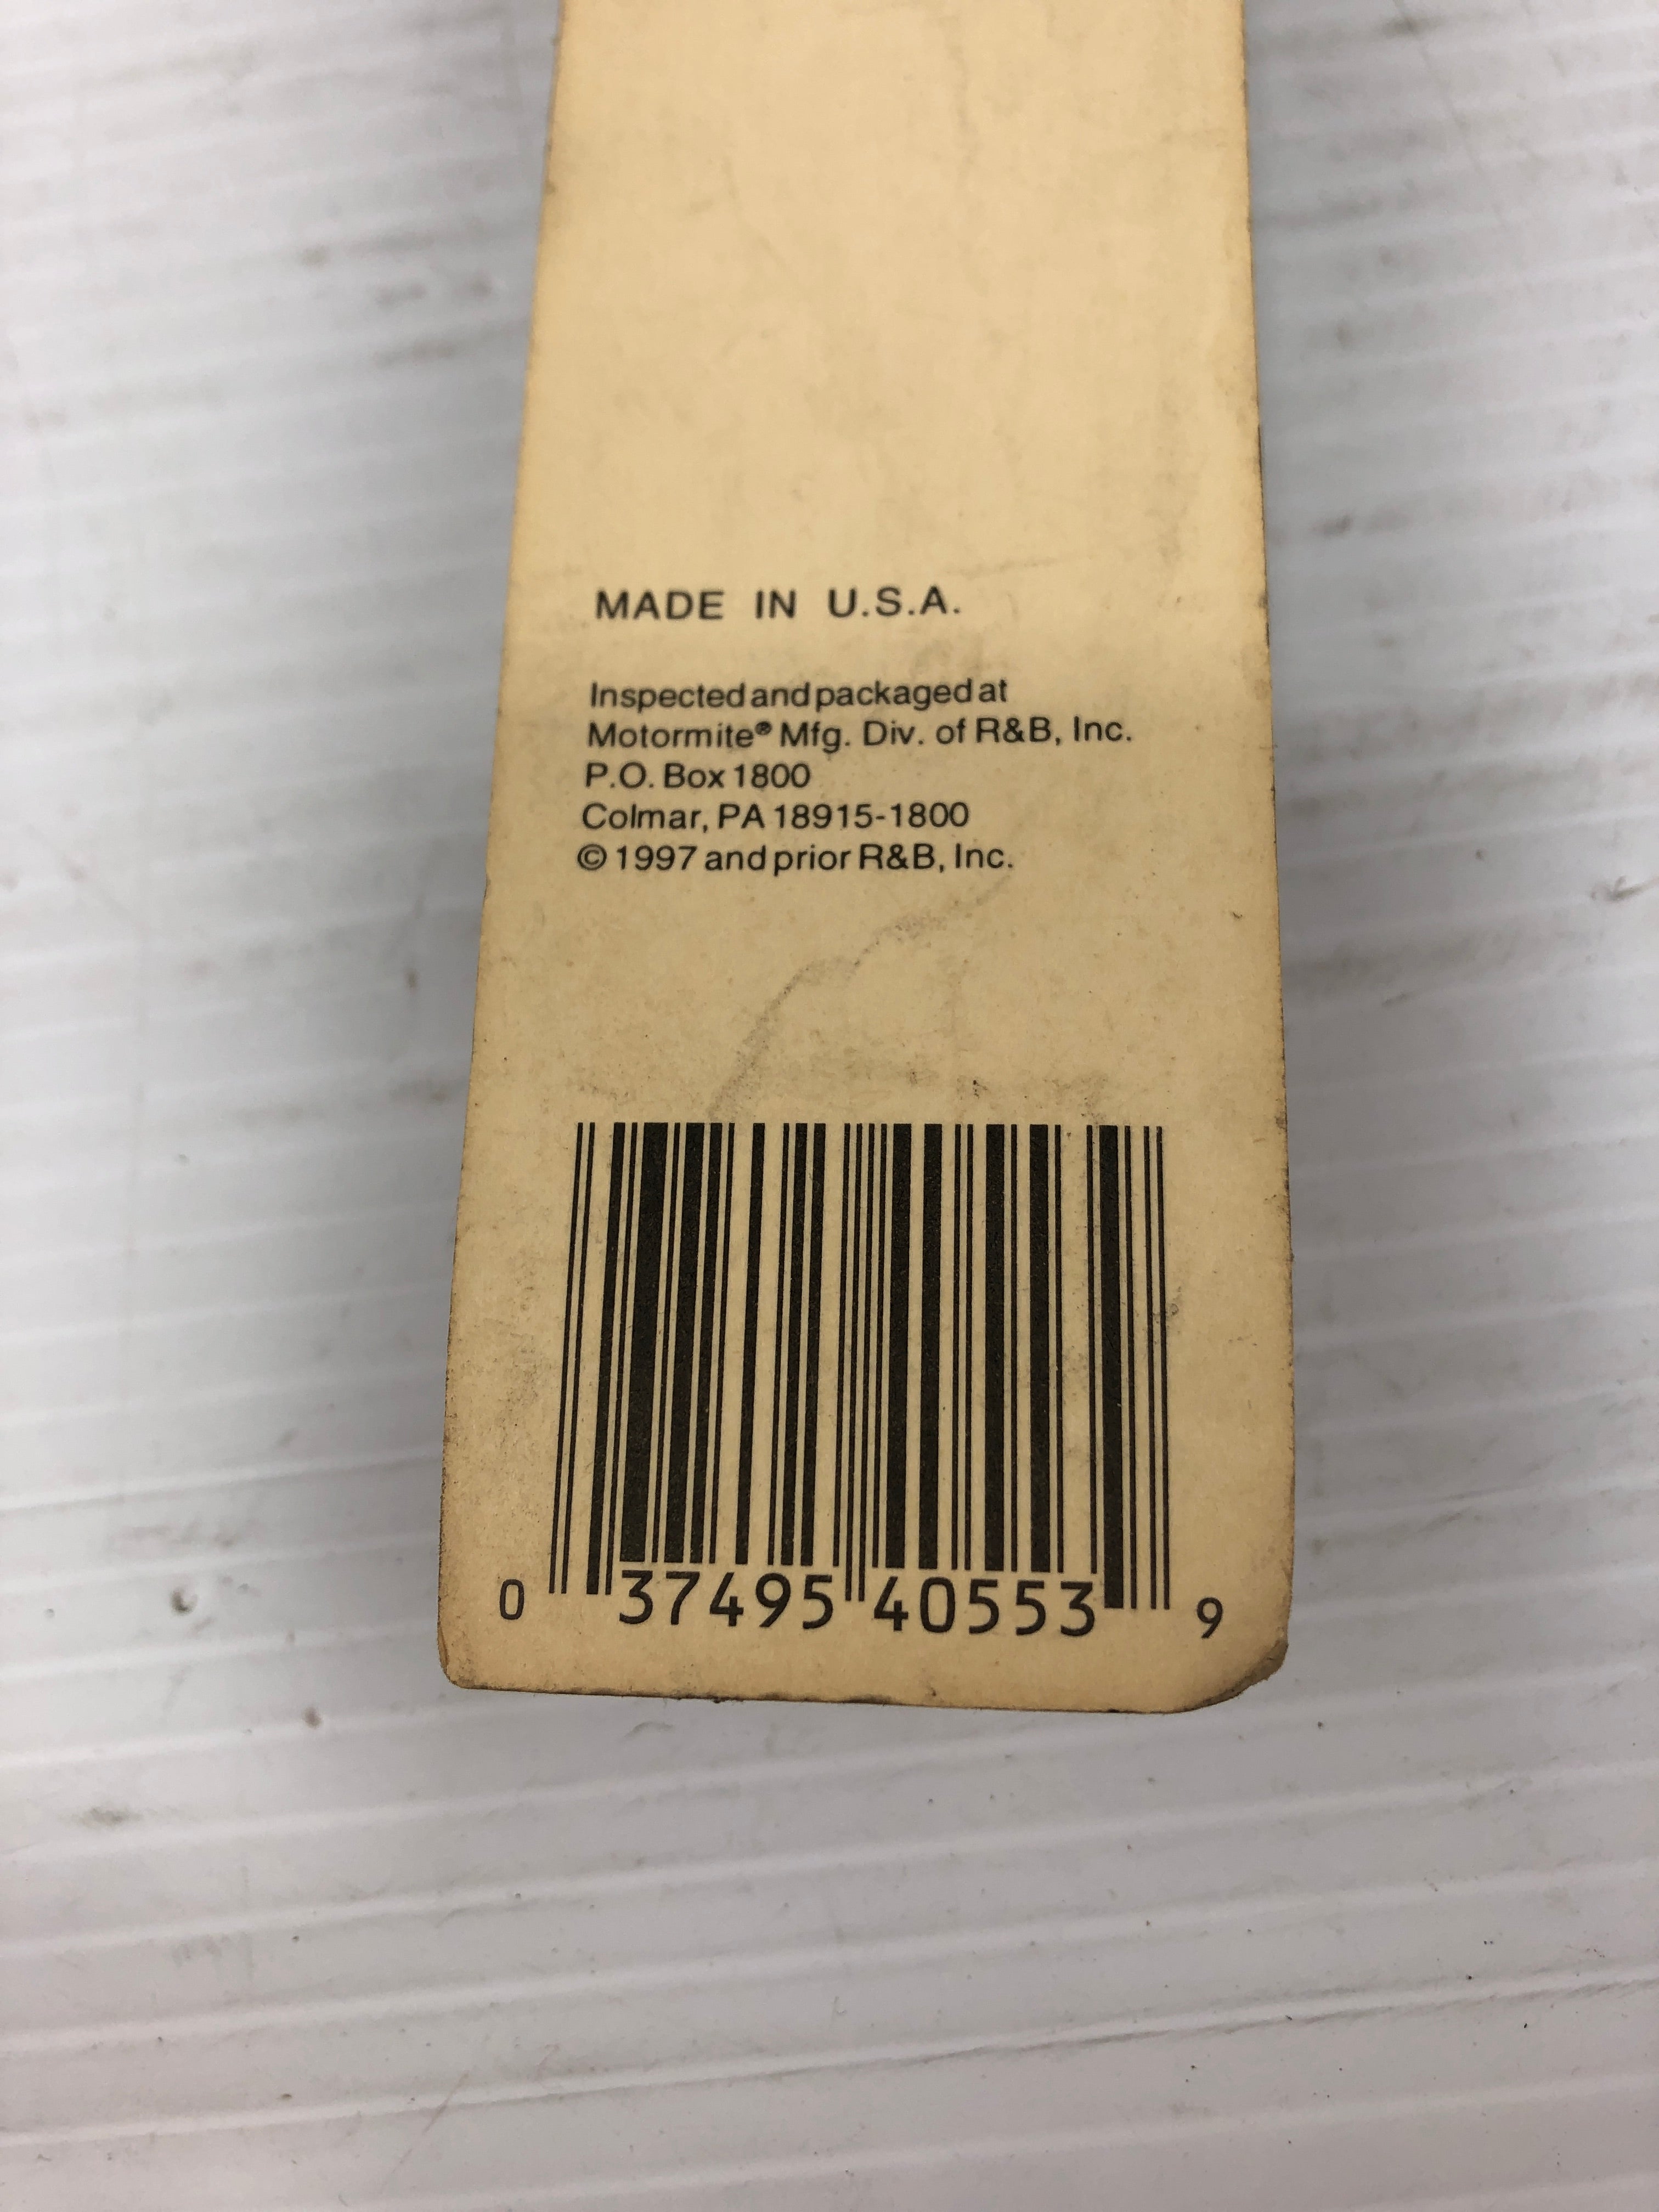 MADE IN U.S.A.
Inspected and packaged at
Motormite® Mfg. Div. of R&B, Inc.
P.O. Box 1800
Colmar, PA 18915-1800
© 1997 and prior R&B, Inc.
0 37495 40553 9